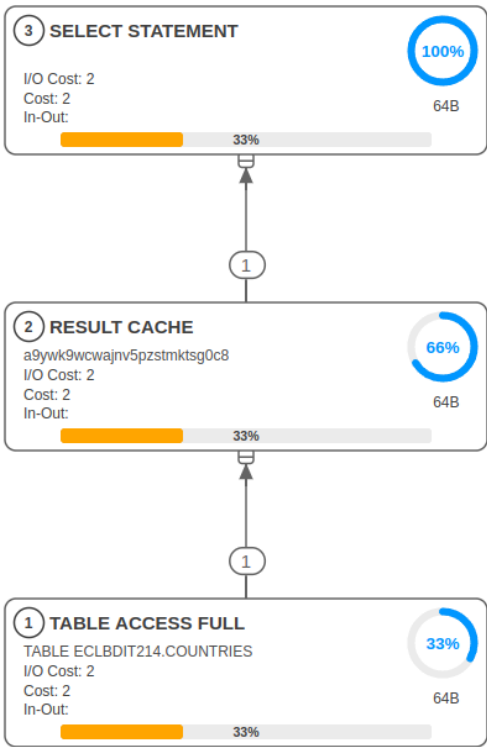 3 SELECT STATEMENT
100%
I/O Cost: 2
Cost: 2
64B
In-Out:
33%
1
2 RESULT CACHE
66%
a9ywk9wcwajnv5pzstmktsg0c8
I/O Cost: 2
Cost: 2
64B
In-Out:
33%
1
1 TABLE ACCESS FULL
33%
TABLE ECLBDIT214.COUNTRIES
I/O Cost: 2
Cost: 2
64B
In-Out:
33%